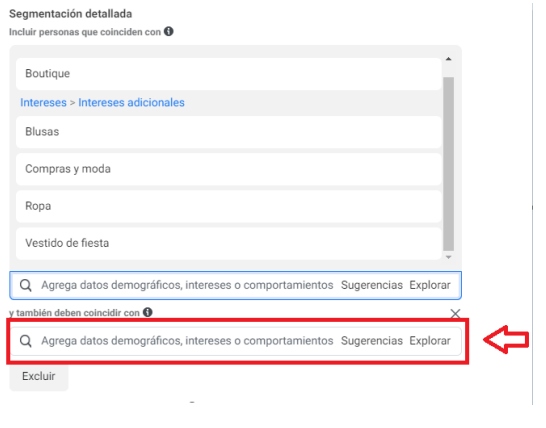 Segmentación detallada
Incluir personas que coinciden con
Boutique
Intereses > Intereses adicionales
Blusas
Compras y moda
Ropa
Vestido de fiesta
Agrega datos demográficos, intereses o comportamientos Sugerencias Explorar
y también deben coincidir con
Agrega datos demográficos, intereses o comportamientos Sugerencias Explorar
Excluir